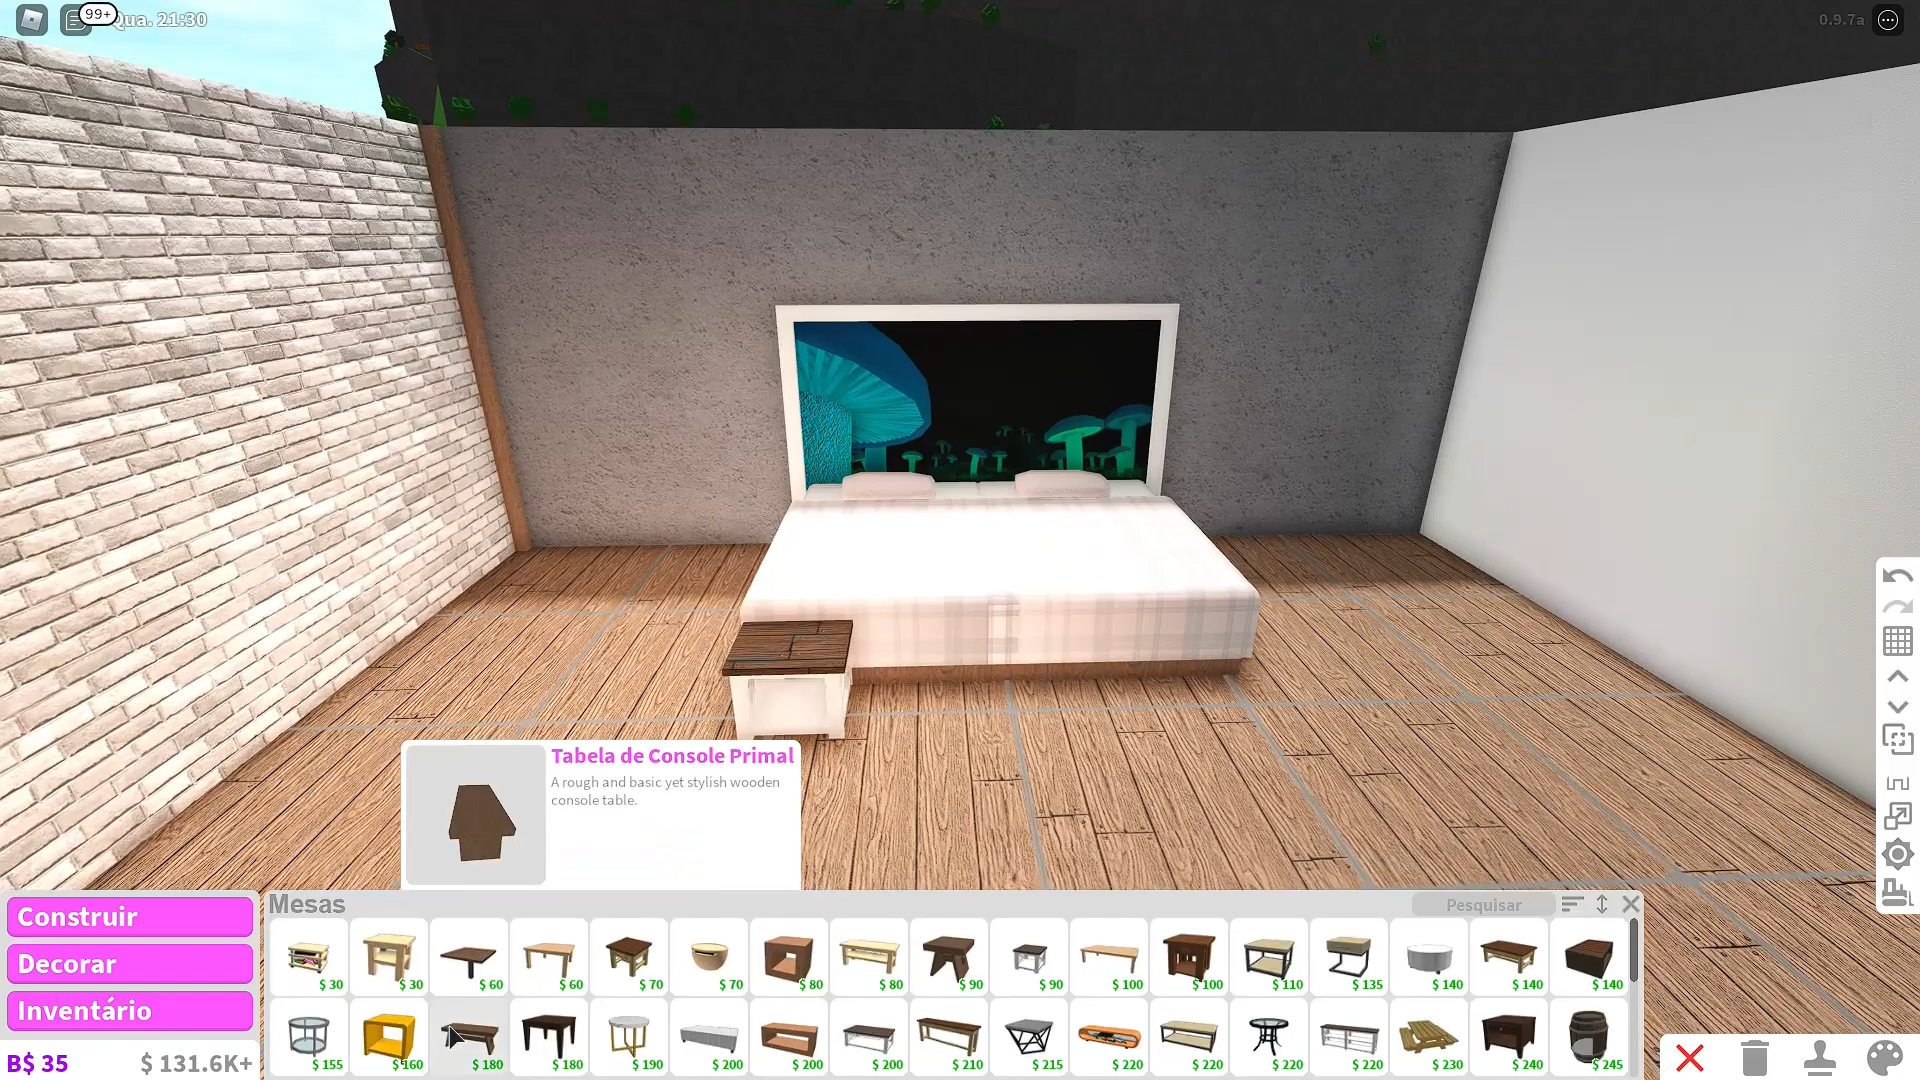 99+
Qua. 21:30
0.9.7a
Tabela de Console Primal
A rough and basic yet stylish wooden
console table.
Construir
Decorar
Inventário
B$ 35
$ 131.6K+
Mesas
Pesquisar
$ 30
$ 30
$ 60
$ 60
$ 70
$ 70
$ 80
$ 80
$ 90
$ 90
$ 100
$ 100
$ 110
$ 135
$ 140
$ 140
$ 140
$ 155
$ 160
$ 180
$ 180
$ 190
$ 200
$ 200
$ 200
$ 210
$ 215
$ 220
$ 220
$ 220
$ 220
$ 230
$ 240
$ 245